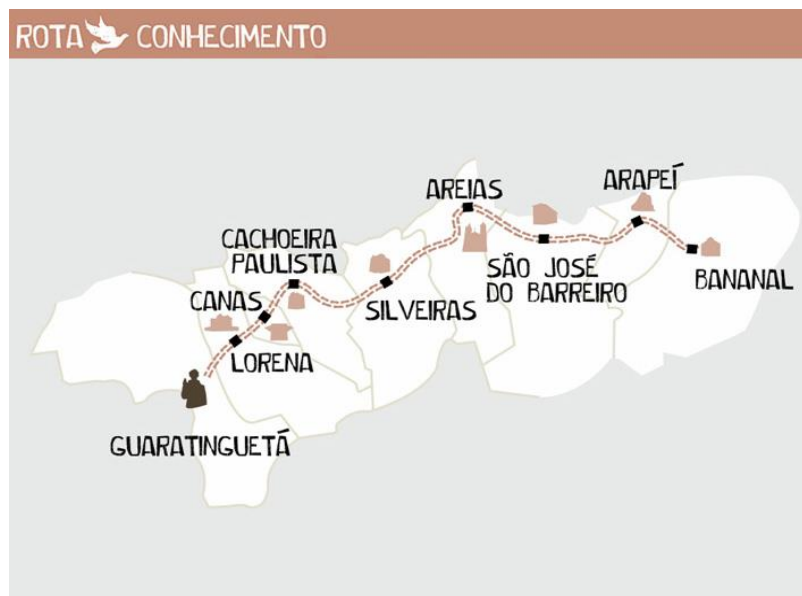 ROTA CONHECIMENTO
AREIAS
ARAPEÍ
CACHOEIRA
PAULISTA
SÃO JOSÉ
DO BARREIRO
BANANAL
CANAS
SILVEIRAS
LORENA
GUARATINGUETÁ